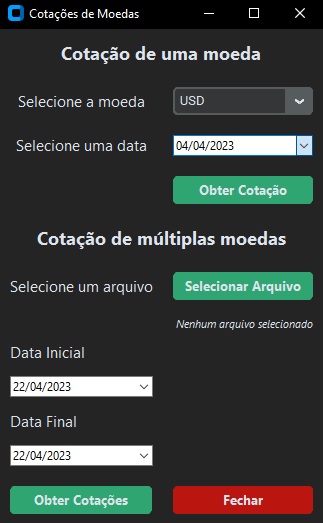 Cotações de Moedas
Cotação de uma moeda
Selecione a moeda
USD
Selecione uma data
04/04/2023
Obter Cotação
Cotação de múltiplas moedas
Selecione um arquivo
Selecionar Arquivo
Nenhum arquivo selecionado
Data Inicial
22/04/2023
Data Final
22/04/2023
Obter Cotações
Fechar